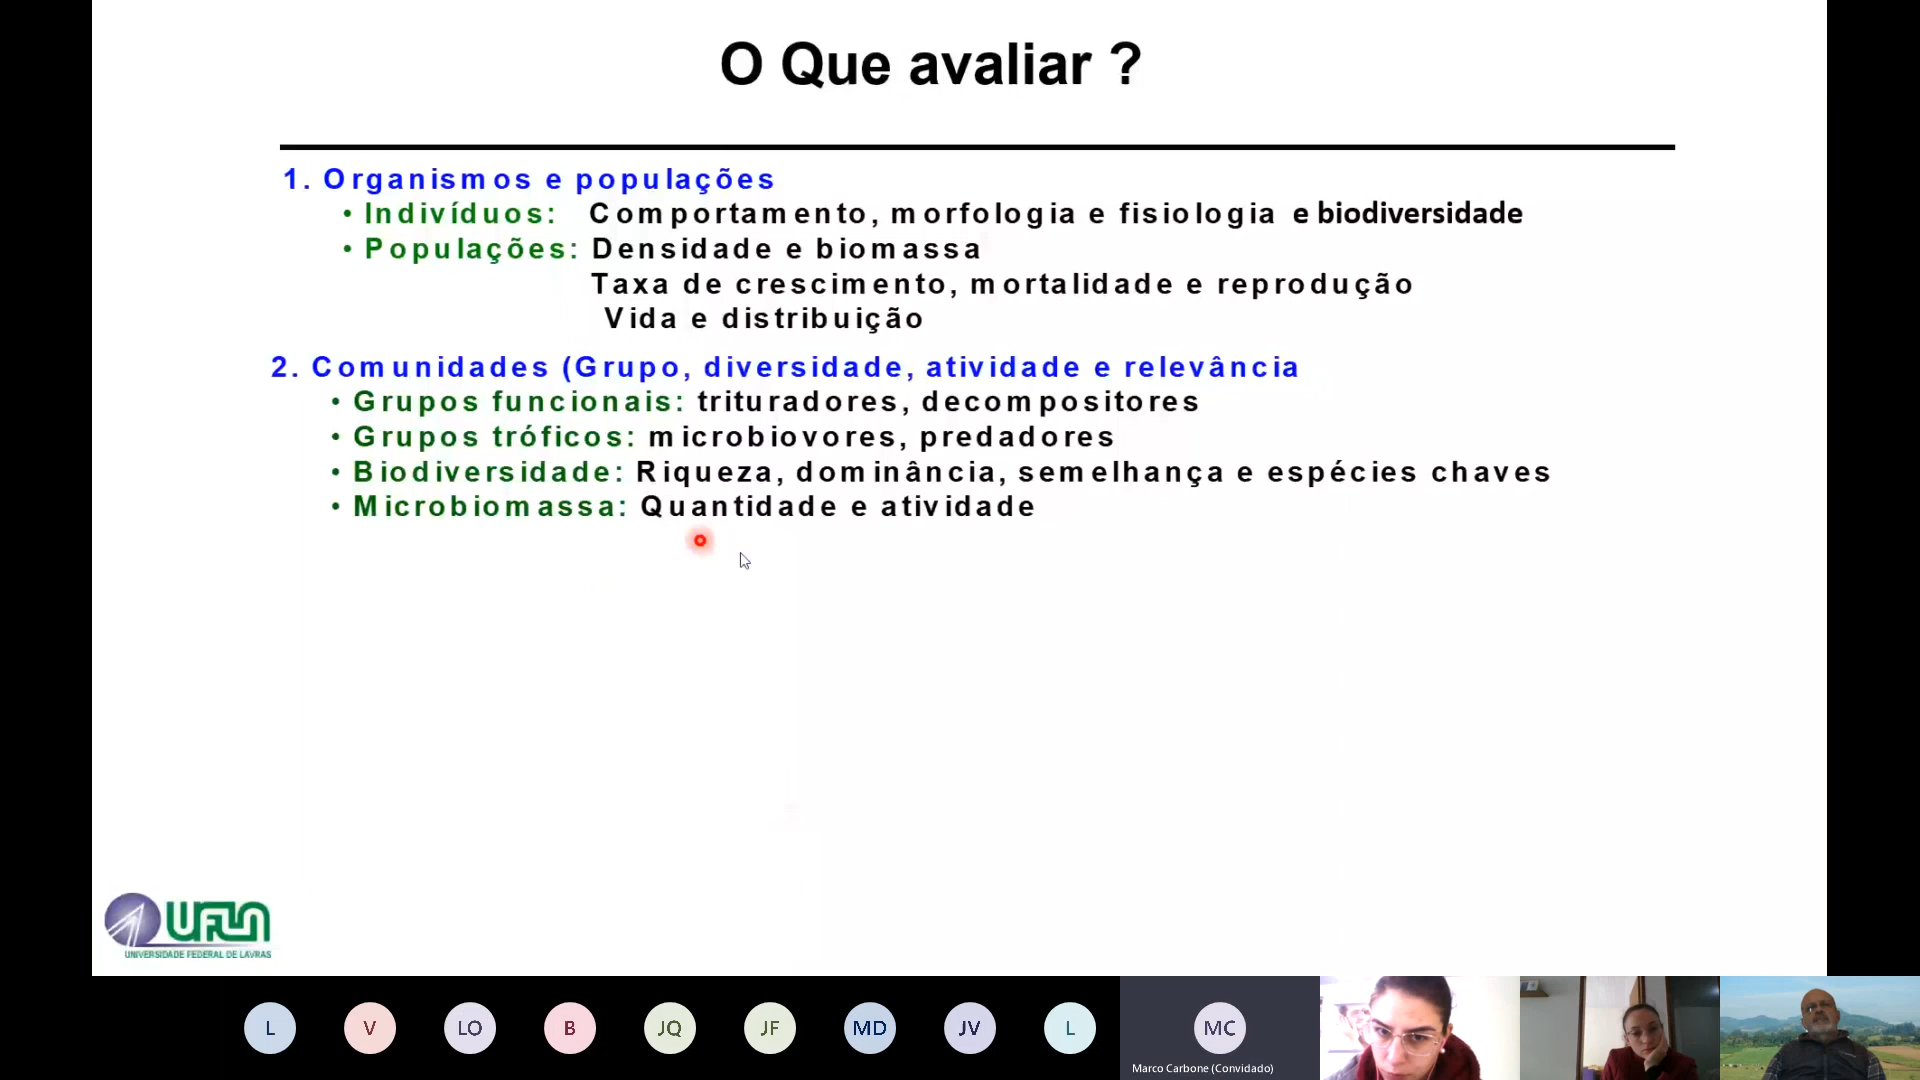 O Que avaliar ?
1. Organismos e populações
• Indivíduos: Comportamento, morfologia e fisiologia e biodiversidade
• Populações: Densidade e biomassa
Taxa de crescimento, mortalidade e reprodução
Vida e distribuição
2. Comunidades (Grupo, diversidade, atividade e relevância
• Grupos funcionais: trituradores, decompositores
• Grupos tróficos: microbiovores, predadores
• Biodiversidade: Riqueza, dominância, semelhança e espécies chaves
• Microbiomassa: Quantidade e atividade
UFLA
UNIVERSIDADE FEDERAL DE LAVRAS
L V LO B JQ JF MD JV L MC
Marco Carbone (Convidado)